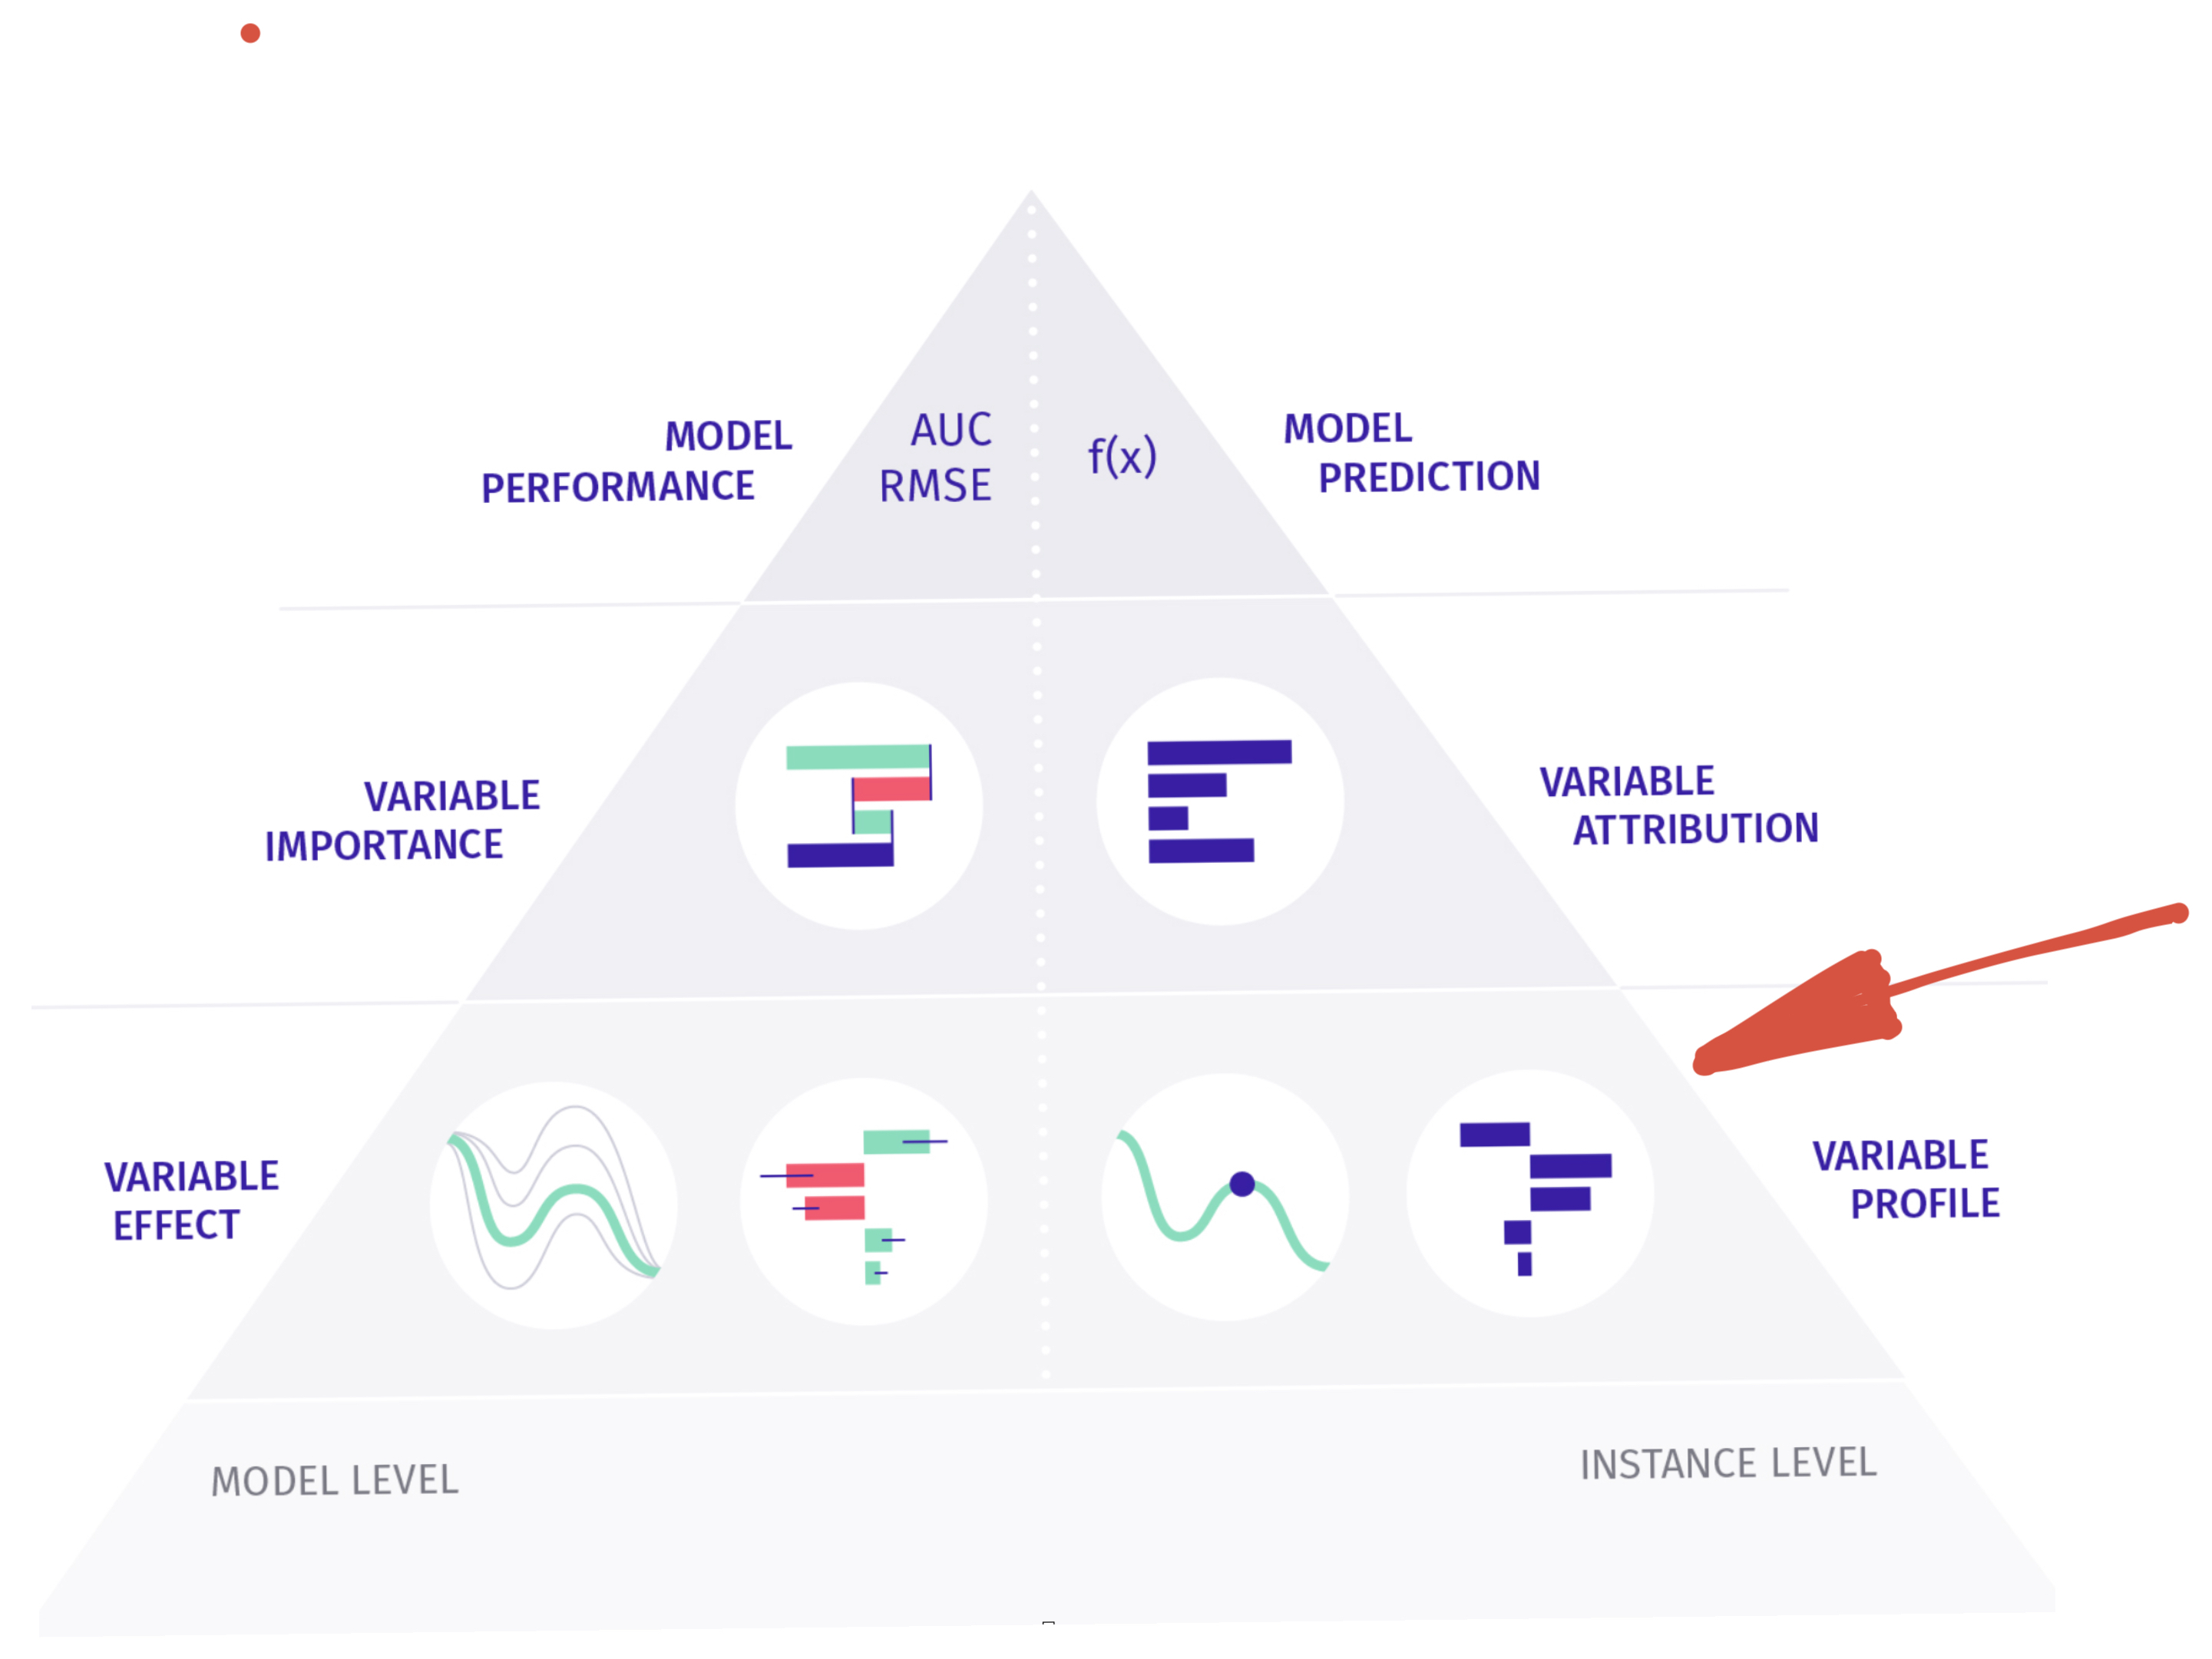 MODEL
PERFORMANCE
AUC
RMSE
f(x)
MODEL
PREDICTION
VARIABLE
IMPORTANCE
VARIABLE
ATTRIBUTION
VARIABLE
EFFECT
VARIABLE
PROFILE
MODEL LEVEL
INSTANCE LEVEL